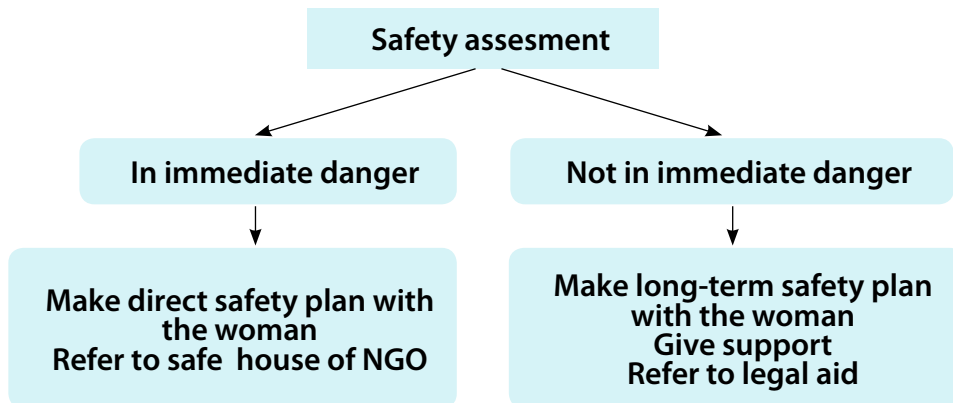 Safety assesment
In immediate danger
Not in immediate danger
Make direct safety plan with
the woman
Refer to safe house of NGO
Make long-term safety plan
with the woman
Give support
Refer to legal aid